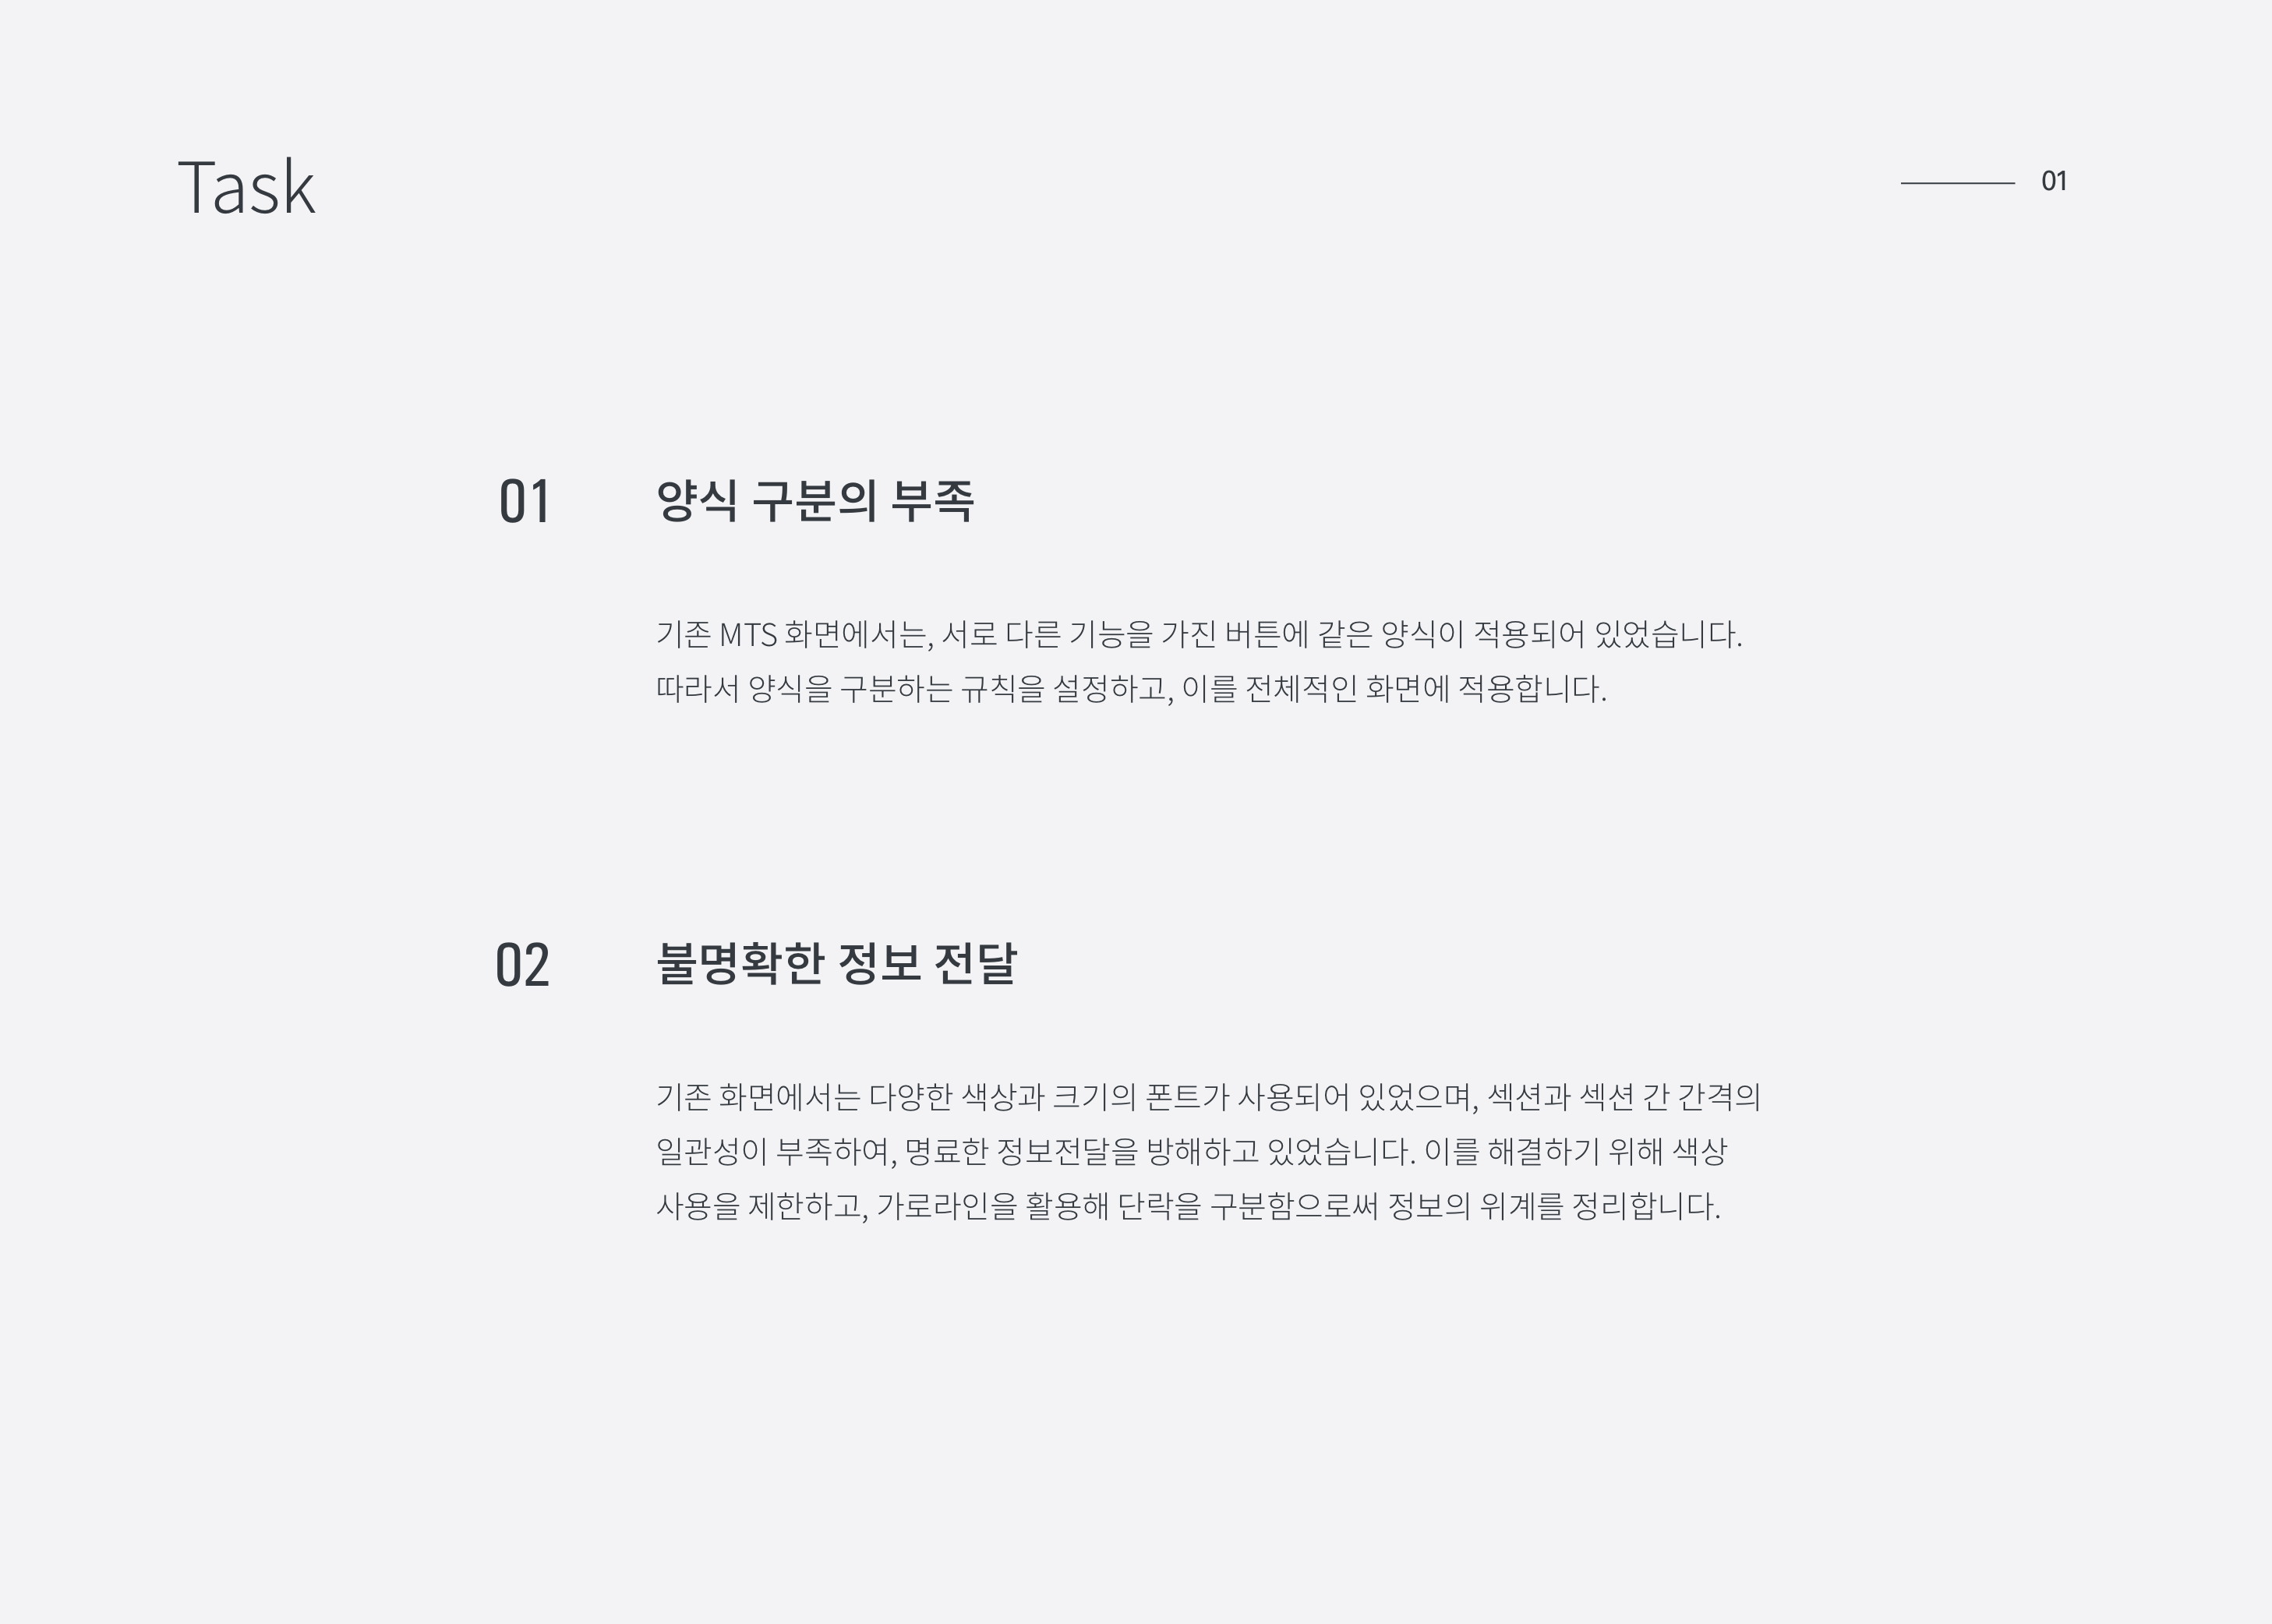 Task
01
01
양식 구분의 부족
기존 MTS 화면에서는, 서로 다른 기능을 가진 버튼에 같은 양식이 적용되어 있었습니다.
따라서 양식을 구분하는 규칙을 설정하고, 이를 전체적인 화면에 적용합니다.
02
불명확한 정보 전달
기존 화면에서는 다양한 색상과 크기의 폰트가 사용되어 있었으며, 섹션과 섹션 간 간격의
일관성이 부족하여, 명료한 정보전달을 방해하고 있었습니다. 이를 해결하기 위해 색상
사용을 제한하고, 가로라인을 활용해 단락을 구분함으로써 정보의 위계를 정리합니다.